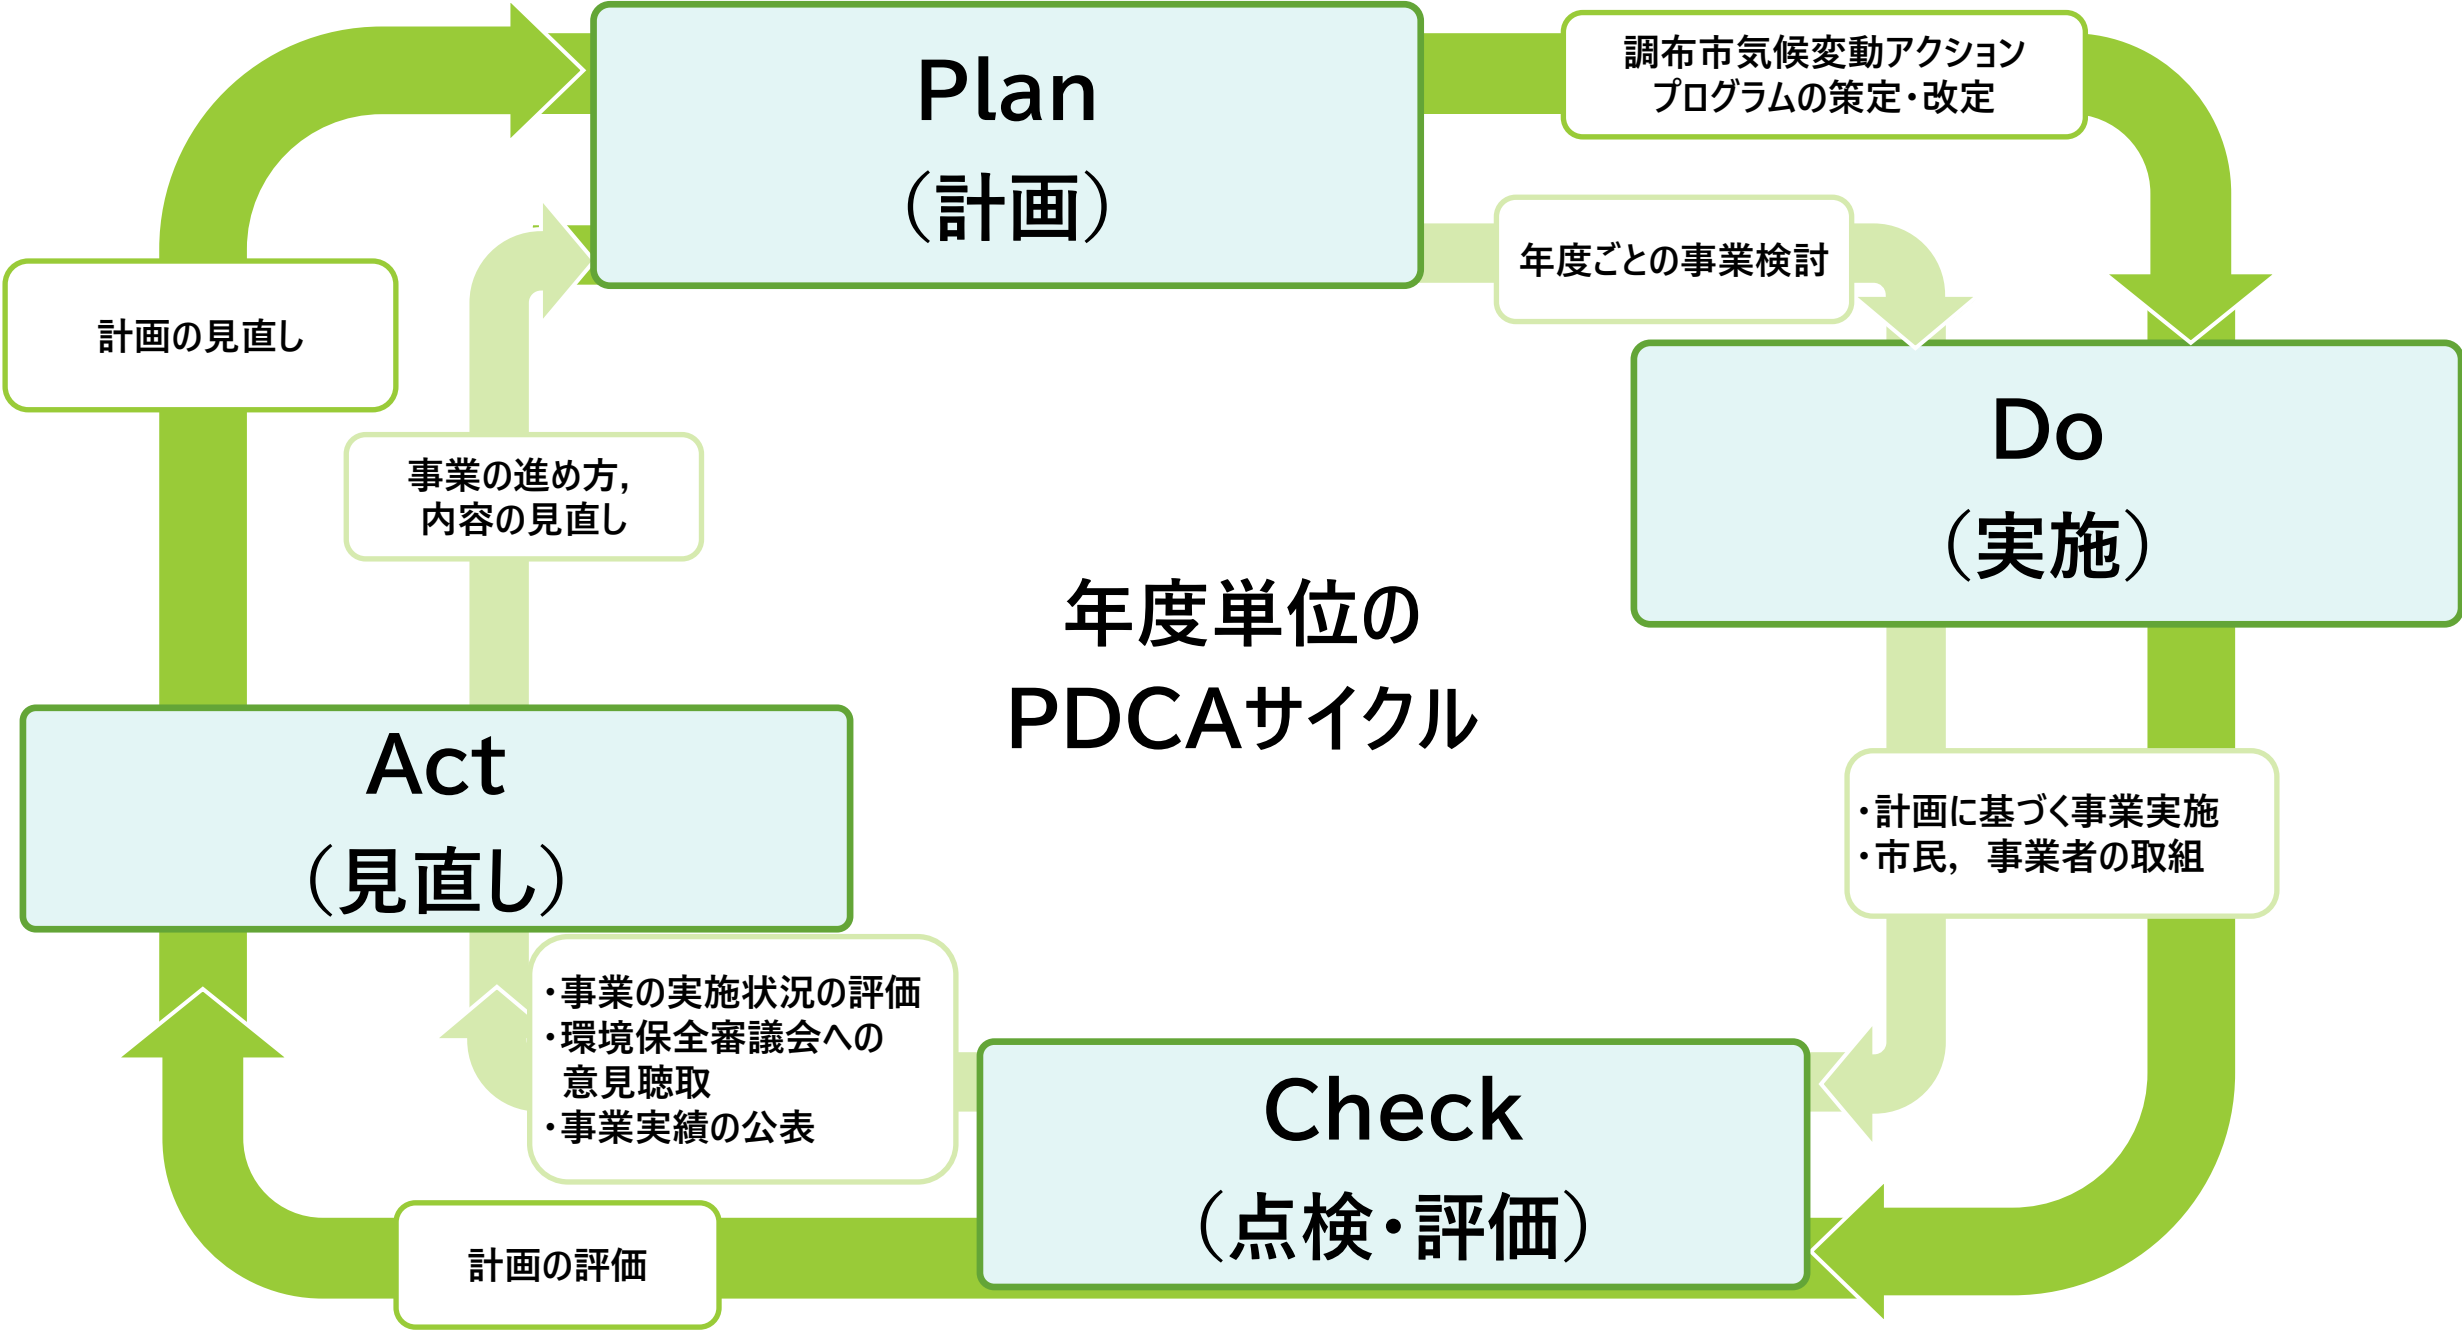 Plan
（計画）
調布市気候変動アクション
プログラムの策定・改定
年度ごとの事業検討
Do
（実施）
・計画に基づく事業実施
・市民，事業者の取組
Check
（点検・評価）
・事業の実施状況の評価
・環境保全審議会への
意見聴取
・事業実績の公表
計画の評価
Act
（見直し）
計画の見直し
事業の進め方，
内容の見直し
年度単位の
PDCAサイクル